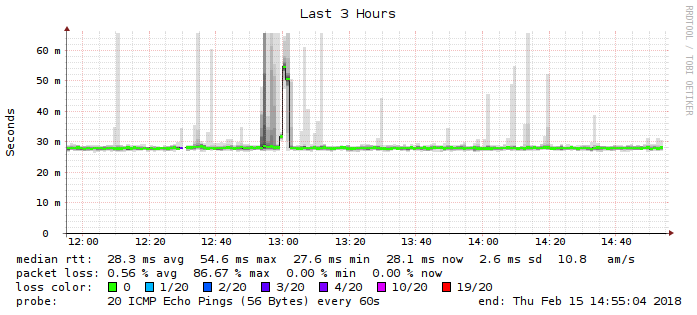 Last 3 Hours
RRDTOOL / TOBI OETIKER
Seconds
60 m
50 m
40 m
30 m
20 m
10 m
0
12:00 12:20 12:40 13:00 13:20 13:40 14:00 14:20 14:40
median rtt: 28.3 ms avg 54.6 ms max 27.6 ms min 28.1 ms now 2.6 ms sd 10.8 am/s
packet loss: 0.56 % avg 86.67 % max 0.00 % min 0.00 % now
loss color: 0 1/20 2/20 3/20 4/20 10/20 19/20
probe: 20 ICMP Echo Pings (56 Bytes) every 60s end: Thu Feb 15 14:55:04 2018